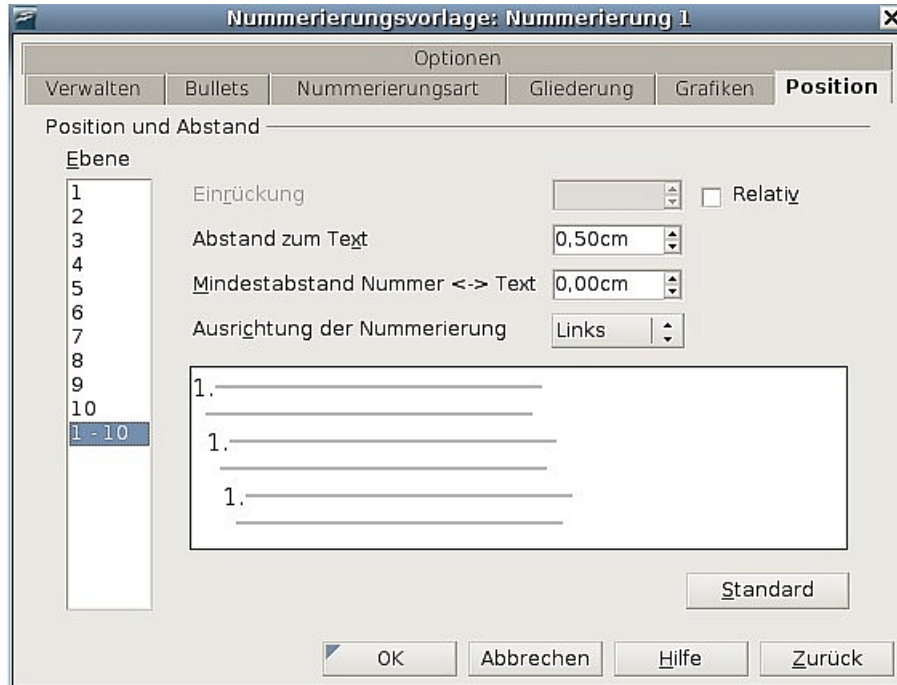 Nummerierungsvorlage: Nummerierung 1
Optionen
Verwalten Bullets Nummerierungsart Gliederung Grafiken Position
Position und Abstand
Ebene
1
2
3
4
5
6
7
8
9
10
1 - 10
Einrückung Relativ
Abstand zum Text 0,50cm
Mindestabstand Nummer <-> Text 0,00cm
Ausrichtung der Nummerierung Links
1.
1.
1.
Standard
OK Abbrechen Hilfe Zurück